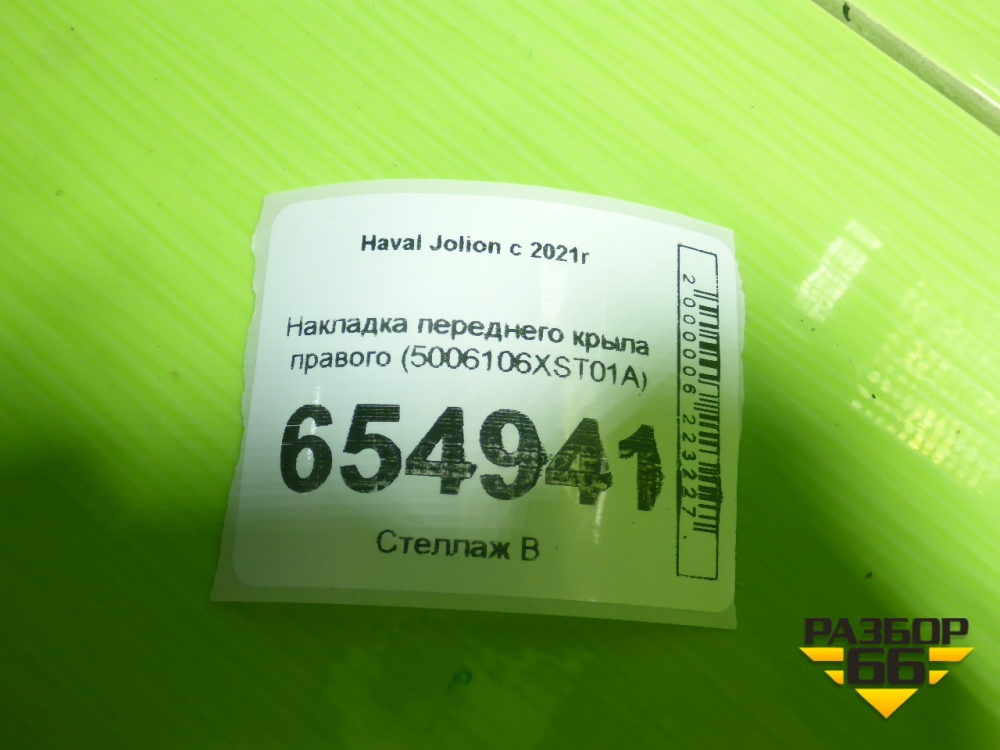 Haval Jolion с 2021г
Накладка переднего крыла
правого (5006106XST01A)
654941
Стеллаж В
2000006223227
РАЗБОР
66